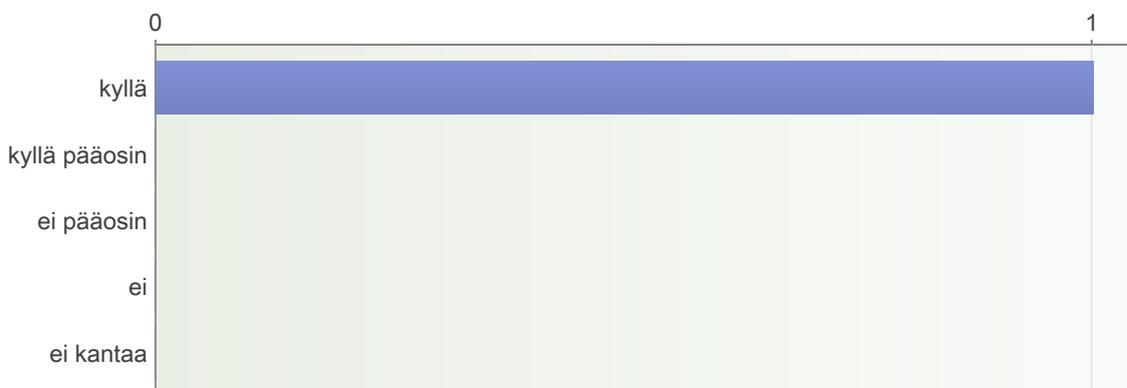 0 1
kyllä
kyllä pääosin
ei pääosin
ei
ei kantaa